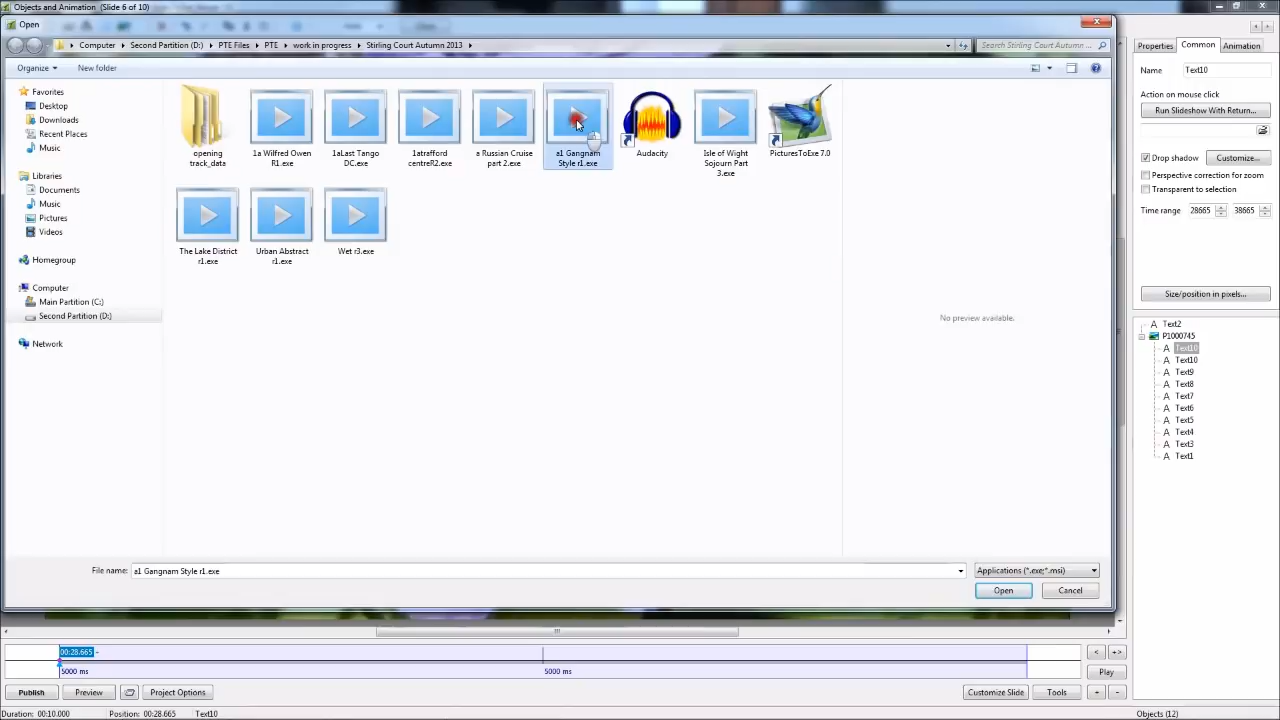 Objects and Animation (Slide 6 of 10)
Open
Computer
Second Partition (D:)
PTE Files
PTE
work in progress
Stirling Court Autumn 2013
Search Stirling Court Autumn ...
Organize
New folder
Favorites
Desktop
Downloads
Recent Places
Music
Libraries
Documents
Music
Pictures
Videos
Homegroup
Computer
Main Partition (C:)
Second Partition (D:)
Network
opening
track_data
1a Wilfred Owen
R1.exe
1aLast Tango
DC.exe
1atrafford
centreR2.exe
a Russian Cruise
part 2.exe
a1 Gangnam
Style r1.exe
Audacity
Isle of Wight
Sojourn Part
3.exe
PicturesToExe 7.0
The Lake District
r1.exe
Urban Abstract
r1.exe
Wet r3.exe
No preview available.
File name:
a1 Gangnam Style r1.exe
Applications (*.exe;*.msi)
Open
Cancel
Properties
Common
Animation
Name
Text10
Action on mouse click
Run Slideshow With Return...
Drop shadow
Customize...
Perspective correction for zoom
Transparent to selection
Time range
28665
38665
Size/position in pixels...
Text2
P1000745
Text10
Text10
Text9
Text8
Text7
Text6
Text5
Text4
Text3
Text1
00:28.665
5000 ms
5000 ms
Play
Publish
Preview
Project Options
Customize Slide
Tools
Duration: 00:10.000
Position: 00:28.665
Text10
Objects (12)